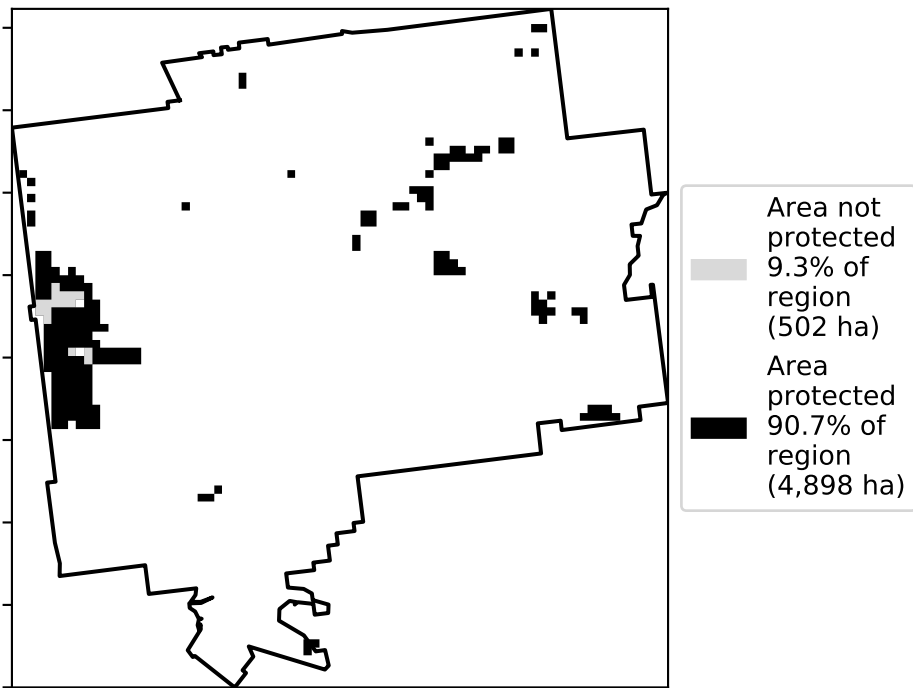 Area not
protected
9.3% of
region
(502 ha)
Area
protected
90.7% of
region
(4,898 ha)